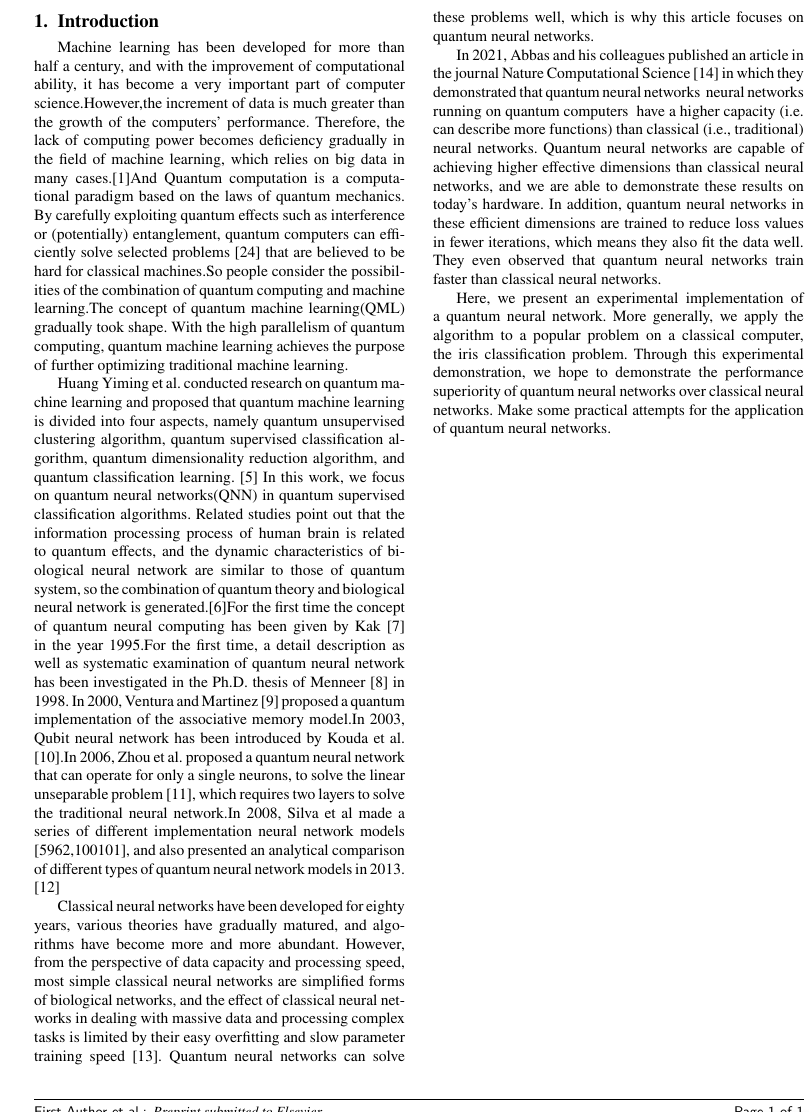 1. Introduction
Machine learning has been developed for more than
half a century, and with the improvement of computational
ability, it has become a very important part of computer
science.However,the increment of data is much greater than
the growth of the computers' performance. Therefore, the
lack of computing power becomes deficiency gradually in
the field of machine learning, which relies on big data in
many cases.[1]And Quantum computation is a computa-
tional paradigm based on the laws of quantum mechanics.
By carefully exploiting quantum effects such as interference
or (potentially) entanglement, quantum computers can effi-
ciently solve selected problems [24] that are believed to be
hard for classical machines.So people consider the possibil-
ities of the combination of quantum computing and machine
learning.The concept of quantum machine learning(QML)
gradually took shape. With the high parallelism of quantum
computing, quantum machine learning achieves the purpose
of further optimizing traditional machine learning.
Huang Yiming et al. conducted research on quantum ma-
chine learning and proposed that quantum machine learning
is divided into four aspects, namely quantum unsupervised
clustering algorithm, quantum supervised classification al-
gorithm, quantum dimensionality reduction algorithm, and
quantum classification learning. [5] In this work, we focus
on quantum neural networks(QNN) in quantum supervised
classification algorithms. Related studies point out that the
information processing process of human brain is related
to quantum effects, and the dynamic characteristics of bi-
ological neural network are similar to those of quantum
system, so the combination of quantum theory and biological
neural network is generated.[6]For the first time the concept
of quantum neural computing has been given by Kak [7]
in the year 1995.For the first time, a detail description as
well as systematic examination of quantum neural network
has been investigated in the Ph.D. thesis of Menneer [8] in
1998. In 2000, Ventura and Martinez [9] proposed a quantum
implementation of the associative memory model.In 2003,
Qubit neural network has been introduced by Kouda et al.
[10].In 2006, Zhou et al. proposed a quantum neural network
that can operate for only a single neurons, to solve the linear
unseparable problem [11], which requires two layers to solve
the traditional neural network.In 2008, Silva et al made a
series of different implementation neural network models
[5962,100101], and also presented an analytical comparison
of different types of quantum neural network models in 2013.
[12]
Classical neural networks have been developed for eighty
years, various theories have gradually matured, and algo-
rithms have become more and more abundant. However,
from the perspective of data capacity and processing speed,
most simple classical neural networks are simplified forms
of biological networks, and the effect of classical neural net-
works in dealing with massive data and processing complex
tasks is limited by their easy overfitting and slow parameter
training speed [13]. Quantum neural networks can solve
these problems well, which is why this article focuses on
quantum neural networks.
In 2021, Abbas and his colleagues published an article in
the journal Nature Computational Science [14] in which they
demonstrated that quantum neural networks neural networks
running on quantum computers have a higher capacity (i.e.
can describe more functions) than classical (i.e., traditional)
neural networks. Quantum neural networks are capable of
achieving higher effective dimensions than classical neural
networks, and we are able to demonstrate these results on
today's hardware. In addition, quantum neural networks in
these efficient dimensions are trained to reduce loss values
in fewer iterations, which means they also fit the data well.
They even observed that quantum neural networks train
faster than classical neural networks.
Here, we present an experimental implementation of
a quantum neural network. More generally, we apply the
algorithm to a popular problem on a classical computer,
the iris classification problem. Through this experimental
demonstration, we hope to demonstrate the performance
superiority of quantum neural networks over classical neural
networks. Make some practical attempts for the application
of quantum neural networks.
First Author et al.: Preprint submitted to Elsevier
Page 1 of 1